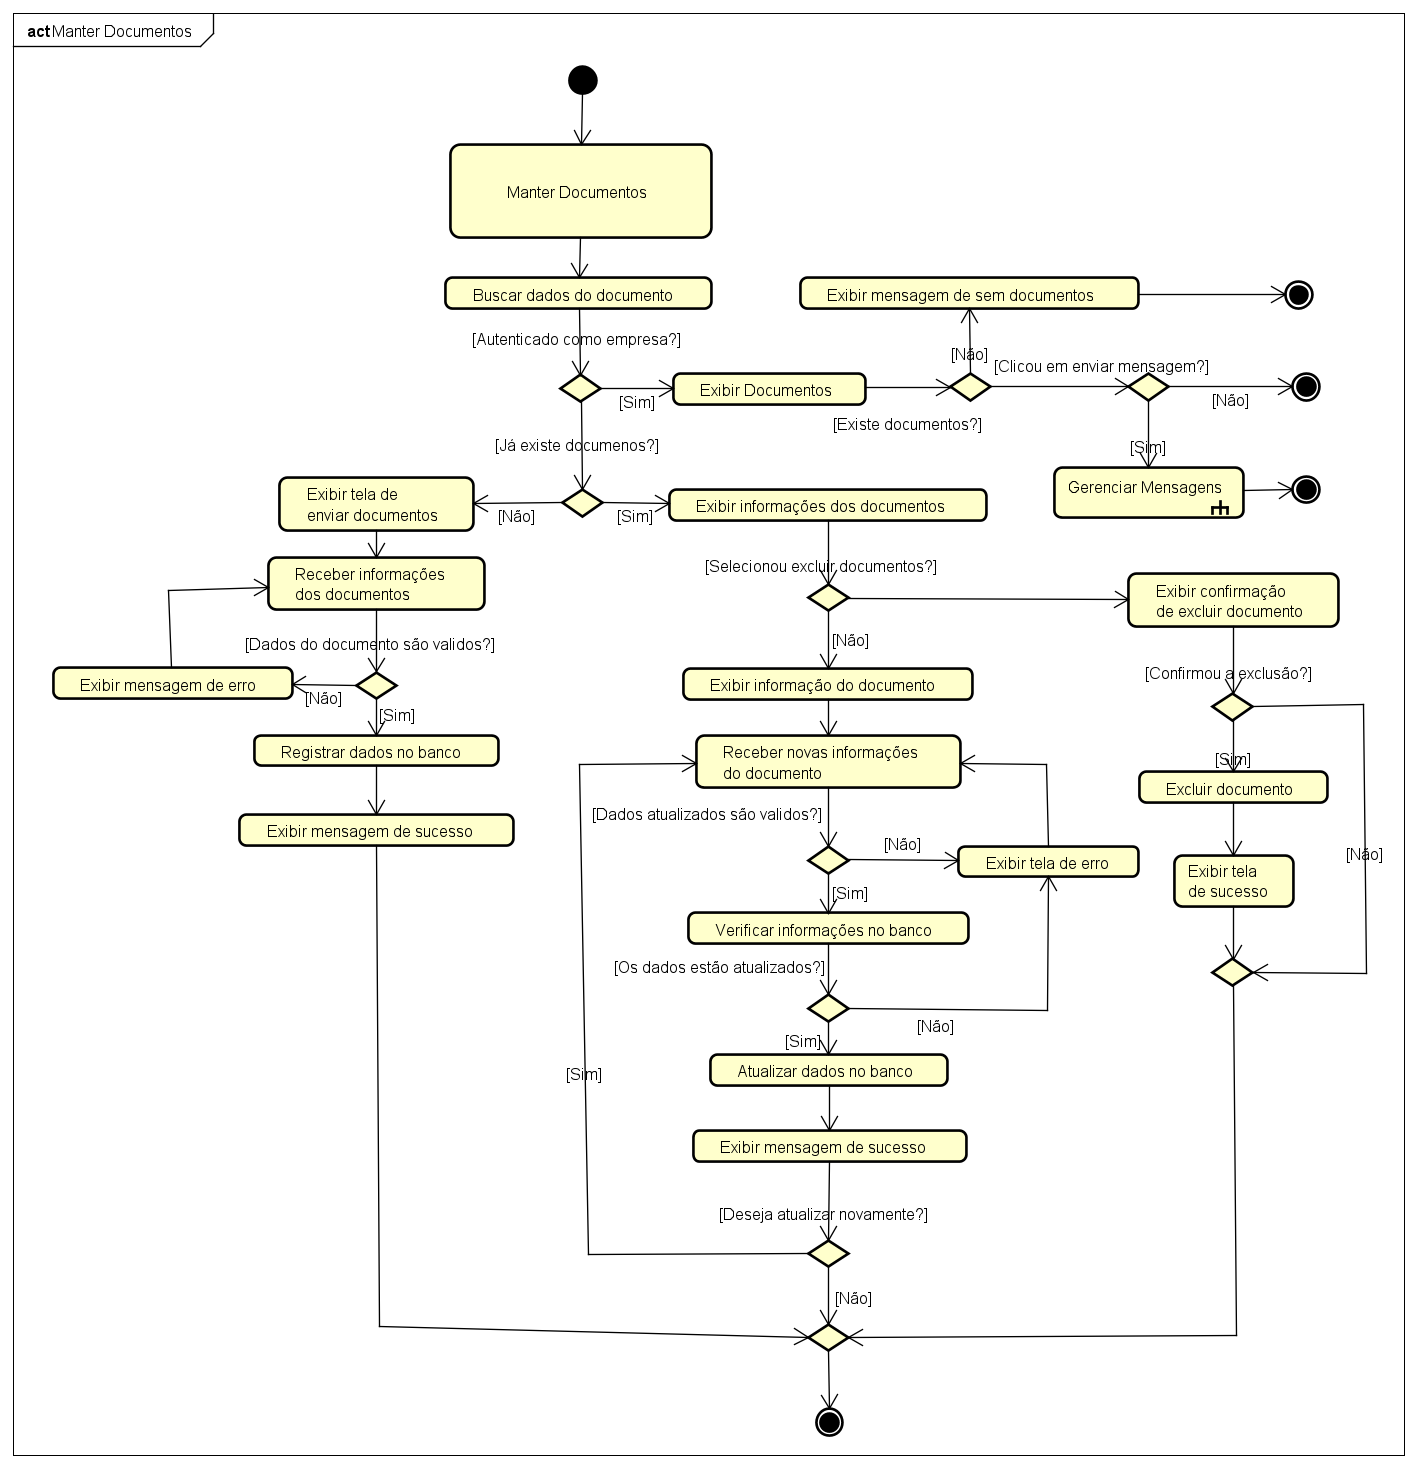 act Manter Documentos
Manter Documentos
Buscar dados do documento
Exibir mensagem de sem documentos
[Autenticado como empresa?]
[Não]
[Clicou em enviar mensagem?]
Exibir Documentos
[Sim]
[Não]
[Existe documentos?]
[Já existe documenos?]
[Sim]
Gerenciar Mensagens
Exibir tela de
enviar documentos
[Não]
[Sim]
Exibir informações dos documentos
[Selecionou excluir documentos?]
Receber informações
dos documentos
Exibir confirmação
de excluir documento
[Dados do documento são validos?]
[Não]
[Confirmou a exclusão?]
Exibir mensagem de erro
[Não]
[Sim]
Exibir informação do documento
Registrar dados no banco
Receber novas informações
do documento
[Sim]
Excluir documento
Exibir mensagem de sucesso
[Dados atualizados são validos?]
[Não]
Exibir tela de erro
[Não]
Exibir tela
de sucesso
[Sim]
Verificar informações no banco
[Os dados estão atualizados?]
[Não]
[Sim]
Atualizar dados no banco
[Sim]
Exibir mensagem de sucesso
[Deseja atualizar novamente?]
[Não]